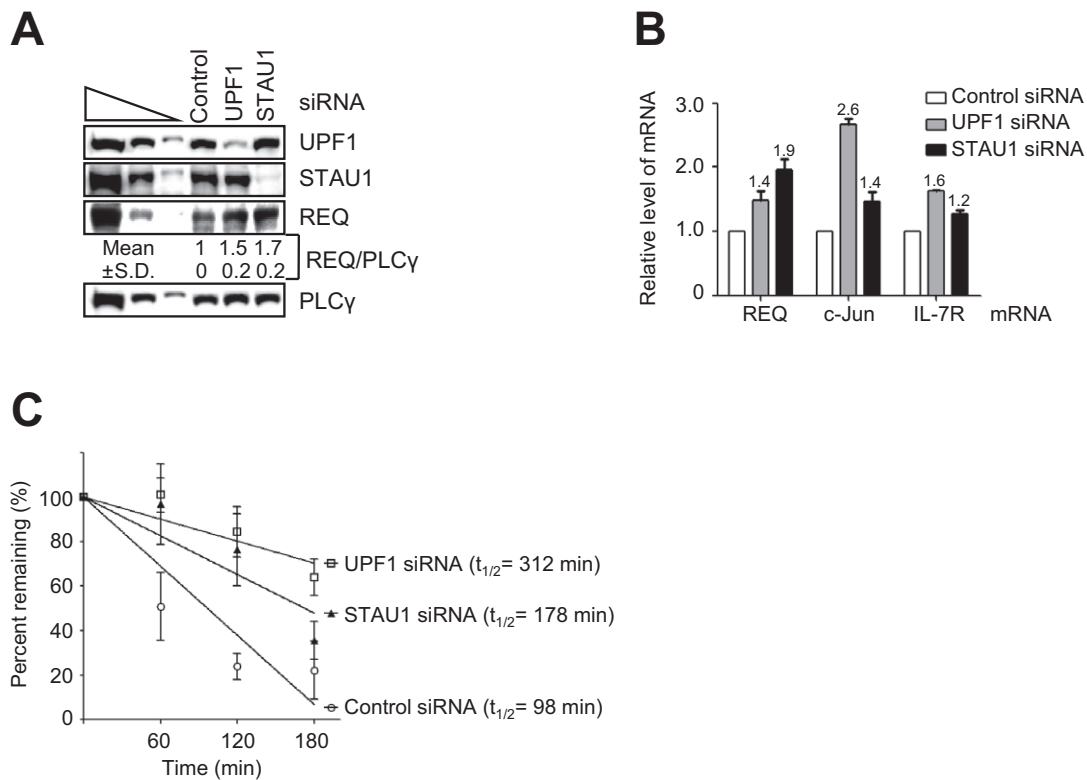 A
Control
UPF1
STAU1
siRNA
UPF1
STAU1
REQ
Mean 1 1.5 1.7
±S.D. 0 0.2 0.2
REQ/PLCγ
PLCγ
B
Control siRNA
UPF1 siRNA
STAU1 siRNA
Relative level of mRNA
3.0
2.0
1.0
0
1.4
1.9
2.6
1.4
1.6
1.2
REQ c-Jun IL-7R mRNA
C
Percent remaining (%)
100
80
60
40
20
0
UPF1 siRNA (t1/2= 312 min)
STAU1 siRNA (t1/2= 178 min)
Control siRNA (t1/2= 98 min)
60 120 180
Time (min)